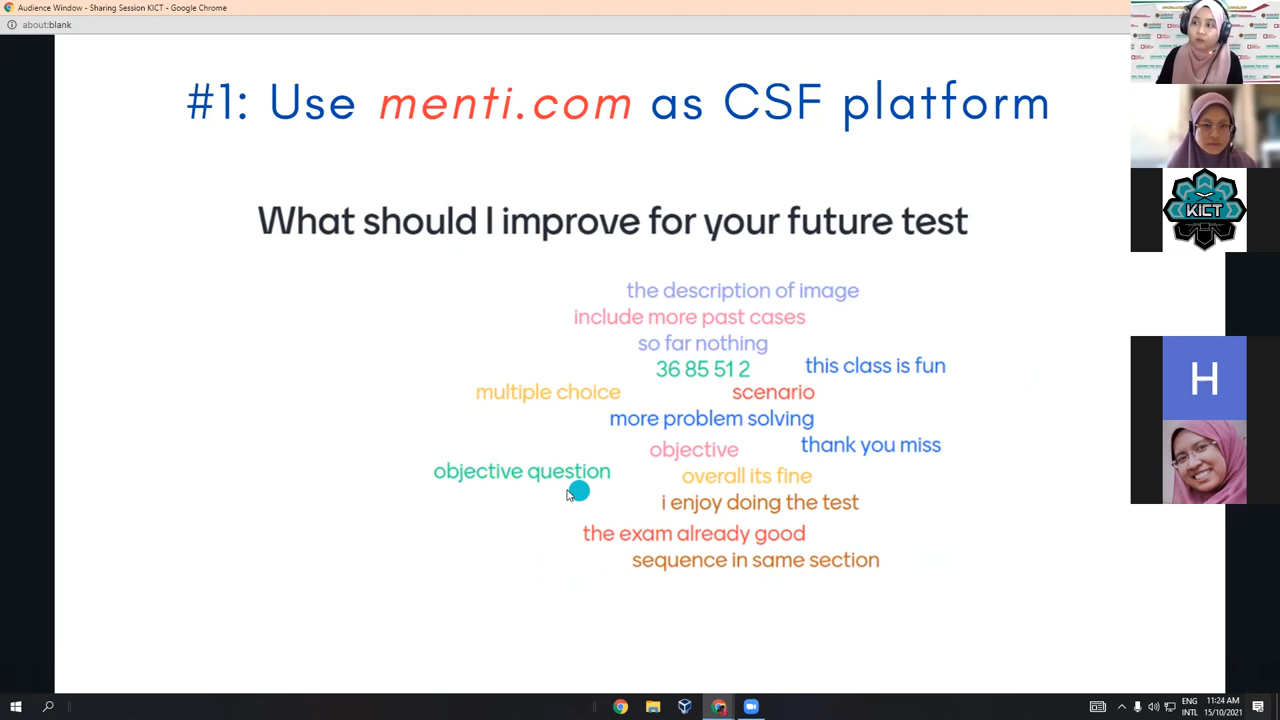 Audience Window - Sharing Session KICT - Google Chrome
about:blank
#1: Use menti.com as CSF platform
What should I improve for your future test
the description of image
include more past cases
so far nothing
36 85 51 2
this class is fun
multiple choice
scenario
more problem solving
objective
thank you miss
objective question
overall its fine
i enjoy doing the test
the exam already good
sequence in same section
KICT
H
ENG
INTL
11:24 AM
15/10/2021